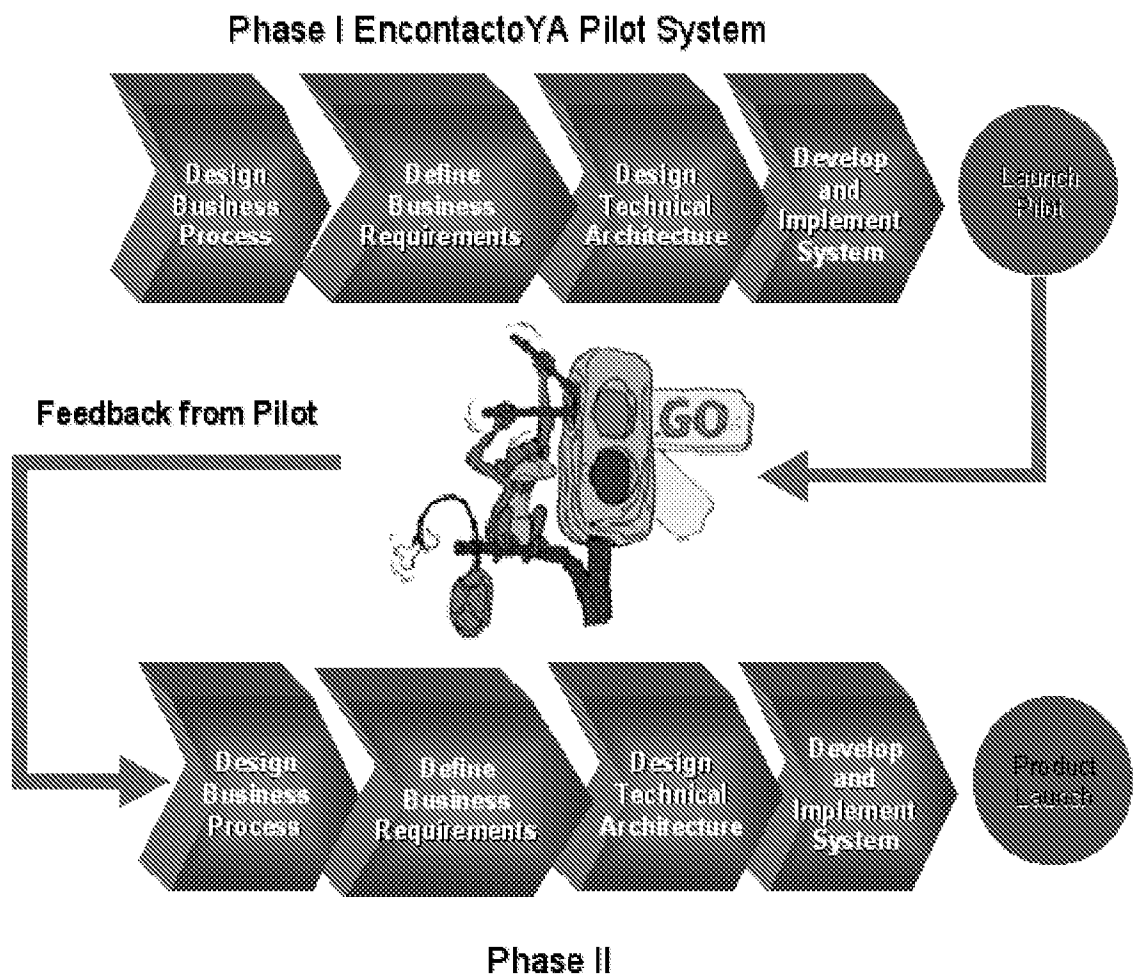 Phase I EncontactoYA Pilot System
Design
Business
Process
Define
Business
Requirements
Design
Technical
Architecture
Develop
and
Implement
System
Launch
Pilot
GO
Feedback from Pilot
Design
Business
Process
Define
Business
Requirements
Design
Technical
Architecture
Develop
and
Implement
System
Product
Launch
Phase II